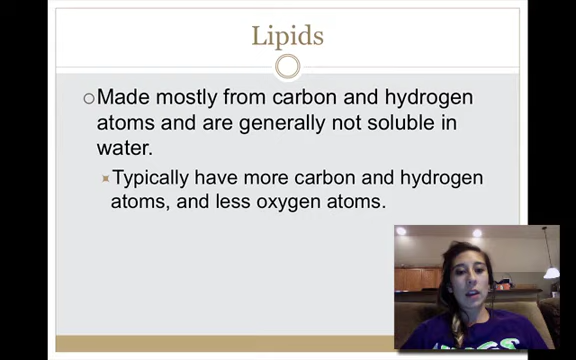 Lipids
Made mostly from carbon and hydrogen
atoms and are generally not soluble in
water.
Typically have more carbon and hydrogen
atoms, and less oxygen atoms.